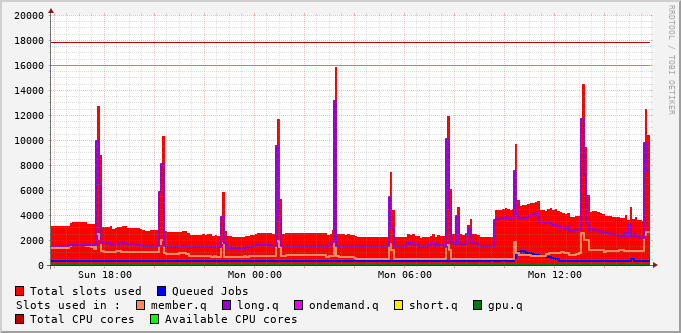 20000
18000
16000
14000
12000
10000
8000
6000
4000
2000
0
Sun 18:00 Mon 00:00 Mon 06:00 Mon 12:00
Total slots used Queued Jobs
Slots used in : member.q long.q ondemand.q short.q gpu.q
Total CPU cores Available CPU cores
RRDTOOL / TOBI OETIKER